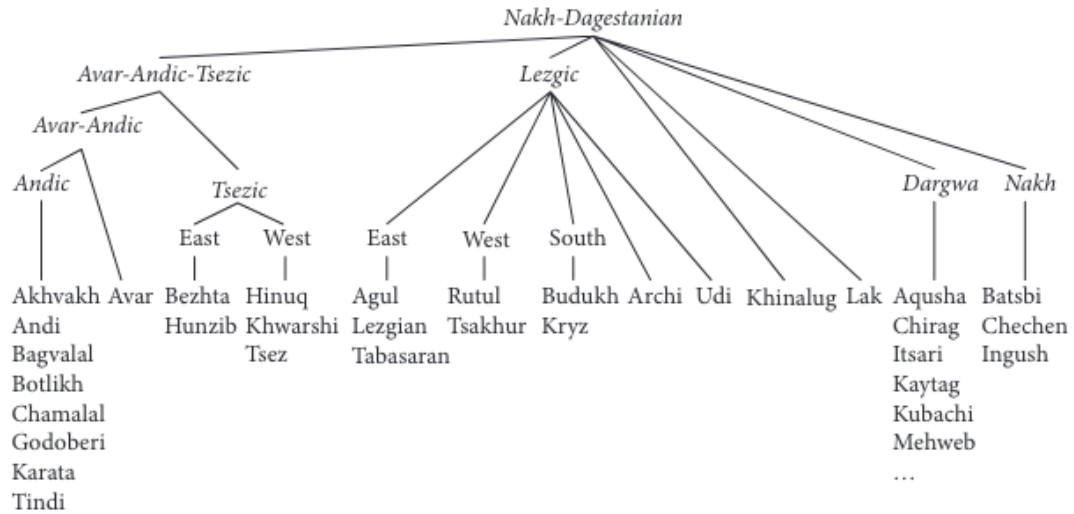 Nakh-Dagestanian
Avar-Andic-Tsezic Lezgic
Avar-Andic
Andic Tsezic Dargwa Nakh
East West East West South
Akhvakh Avar Bezhta Hinuq Agul Rutul Budukh Archi Udi Khinalug Lak Aqusha Batsbi
Andi Hunzib Khwarshi Lezgian Tsakhur Kryz Chirag Chechen
Bagvalal Tsez Tabasaran Itsari Ingush
Botlikh Kaytag
Chamalal Kubachi
Godoberi Mehweb
Karata …
Tindi